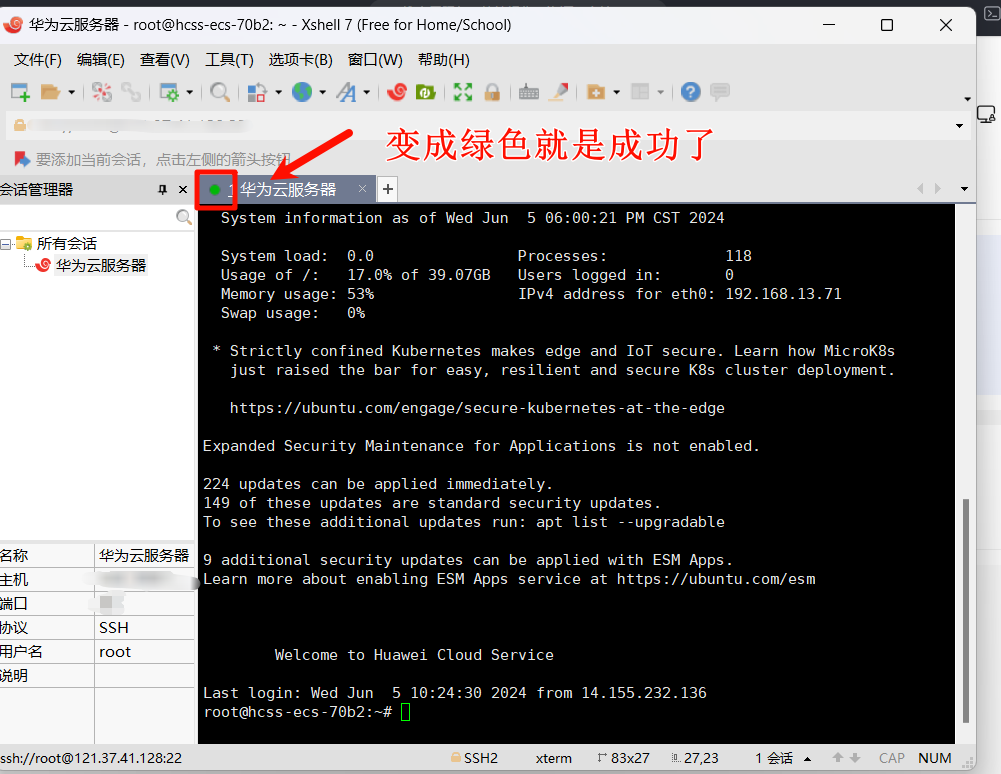 华为云服务器 - root@hcss-ecs-70b2: ~ - Xshell 7 (Free for Home/School)
文件(F) 编辑(E) 查看(V) 工具(T) 选项卡(B) 窗口(W) 帮助(H)
要添加当前会话，点击左侧的箭头按钮
变成绿色就是成功了
会话管理器
1 华为云服务器
所有会话
华为云服务器
名称 华为云服务器
主机
端口
协议 SSH
用户名 root
说明
System information as of Wed Jun  5 06:00:21 PM CST 2024
System load:  0.0 Processes: 118
Usage of /:   17.0% of 39.07GB Users logged in: 0
Memory usage: 53% IPv4 address for eth0: 192.168.13.71
Swap usage:   0%
* Strictly confined Kubernetes makes edge and IoT secure. Learn how MicroK8s
just raised the bar for easy, resilient and secure K8s cluster deployment.
https://ubuntu.com/engage/secure-kubernetes-at-the-edge
Expanded Security Maintenance for Applications is not enabled.
224 updates can be applied immediately.
149 of these updates are standard security updates.
To see these additional updates run: apt list --upgradable
9 additional security updates can be applied with ESM Apps.
Learn more about enabling ESM Apps service at https://ubuntu.com/esm
Welcome to Huawei Cloud Service
Last login: Wed Jun  5 10:24:30 2024 from 14.155.232.136
root@hcss-ecs-70b2:~#
ssh://root@121.37.41.128:22 SSH2 xterm 83x27 27,23 1 会话 CAP NUM